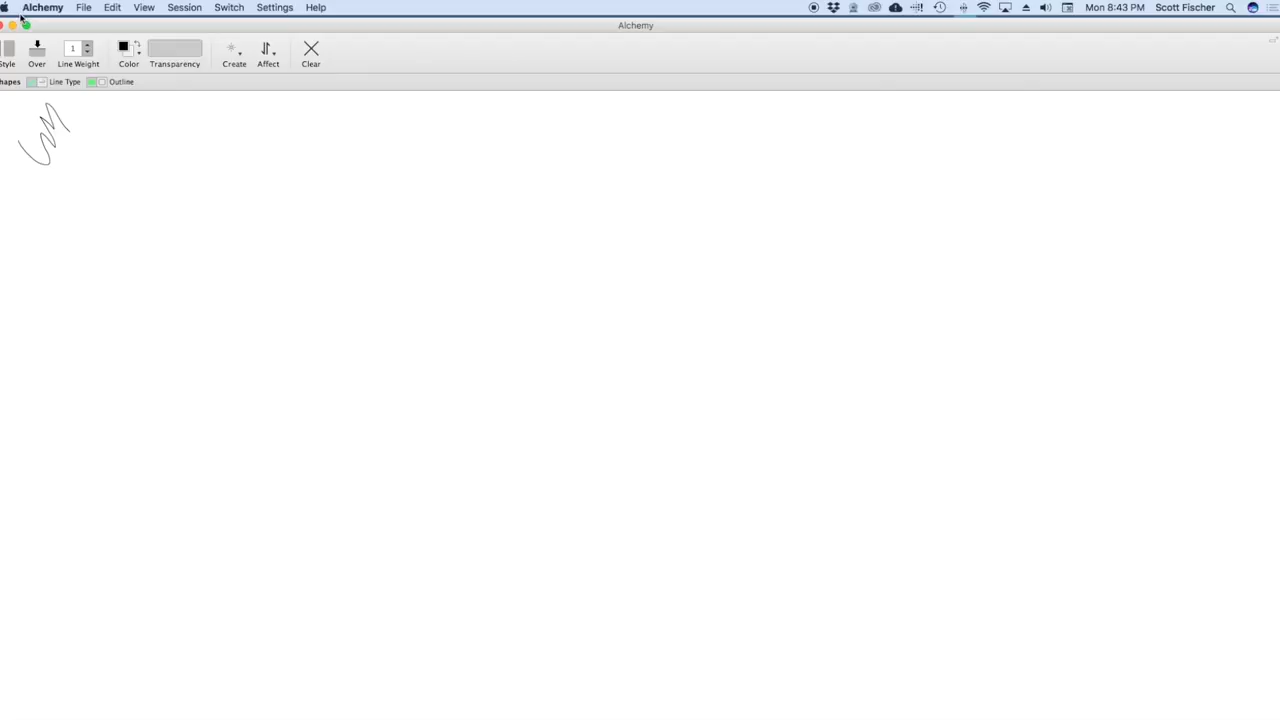 Alchemy File Edit View Session Switch Settings Help Mon 8:43 PM Scott Fischer
Alchemy
1
Style Over Line Weight Color Transparency Create Affect Clear
hapes Line Type Outline